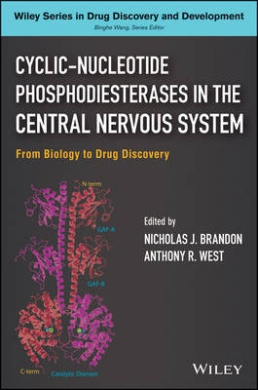 Wiley Series in Drug Discovery and Development
Binghe Wang, Series Editor
CYCLIC-NUCLEOTIDE
PHOSPHODIESTERASES IN THE
CENTRAL NERVOUS SYSTEM
From Biology to Drug Discovery
N-term
GAF-A
GAF-B
C-term
Catalytic Domain
Edited by
NICHOLAS J. BRANDON
ANTHONY R. WEST
WILEY